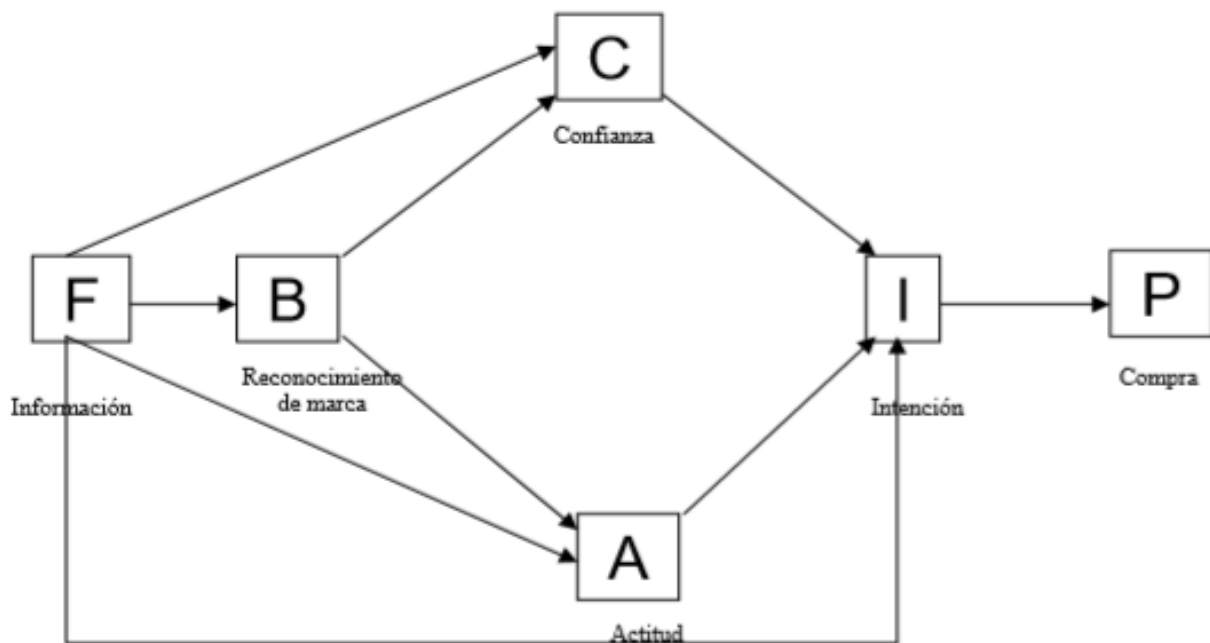 C
Confianza
F
B
I
P
Información
Reconocimiento
de marca
Intención
Compra
A
Actitud